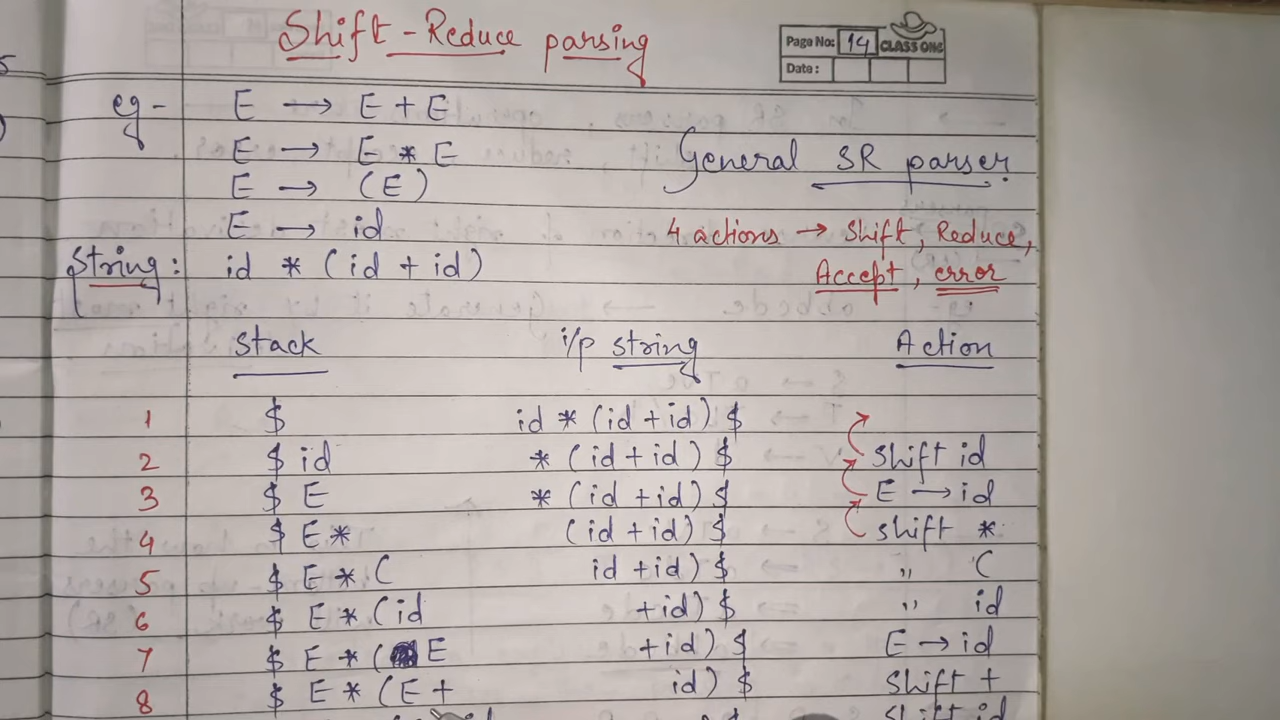 Shift-Reduce parsing
Page No: 14 CLASS ONE
Date:
eg- E → E + E
E → E * E
General SR parser
E → (E)
E → id
4 actions → Shift, Reduce,
Accept, error
String: id * (id + id)
Stack i/p string Action
1 $ id * (id + id) $
2 $ id * (id + id) $ Shift id
3 $ E * (id + id) $ E → id
4 $ E * (id + id) $ shift *
5 $ E * ( id + id) $ " (
6 $ E * (id + id) $ " id
7 $ E * ( E + id) $ E → id
8 $ E * (E + id) $ Shift +
shift id